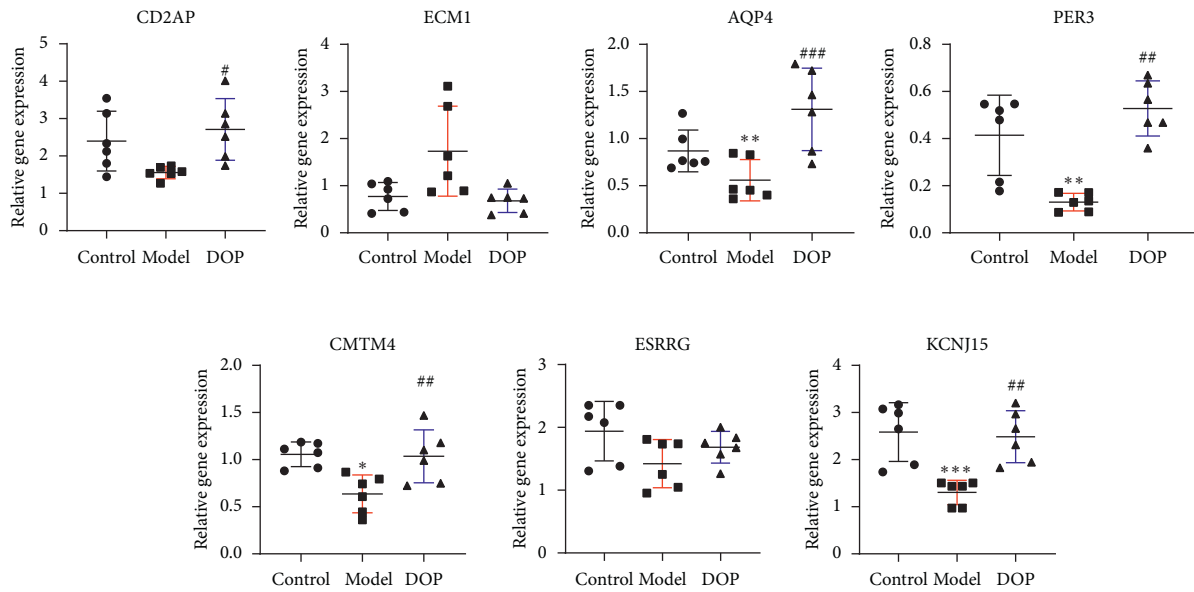 CD2AP
Relative gene expression
5
4
3
2
1
0
#
Control Model DOP
ECM1
Relative gene expression
4
3
2
1
0
Control Model DOP
AQP4
Relative gene expression
2.0
1.5
1.0
0.5
0.0
**
###
Control Model DOP
PER3
Relative gene expression
0.8
0.6
0.4
0.2
0.0
**
##
Control Model DOP
CMTM4
Relative gene expression
1.5
1.0
0.5
0.0
*
##
Control Model DOP
ESRRG
Relative gene expression
3
2
1
0
Control Model DOP
KCNJ15
Relative gene expression
4
3
2
1
0
***
##
Control Model DOP